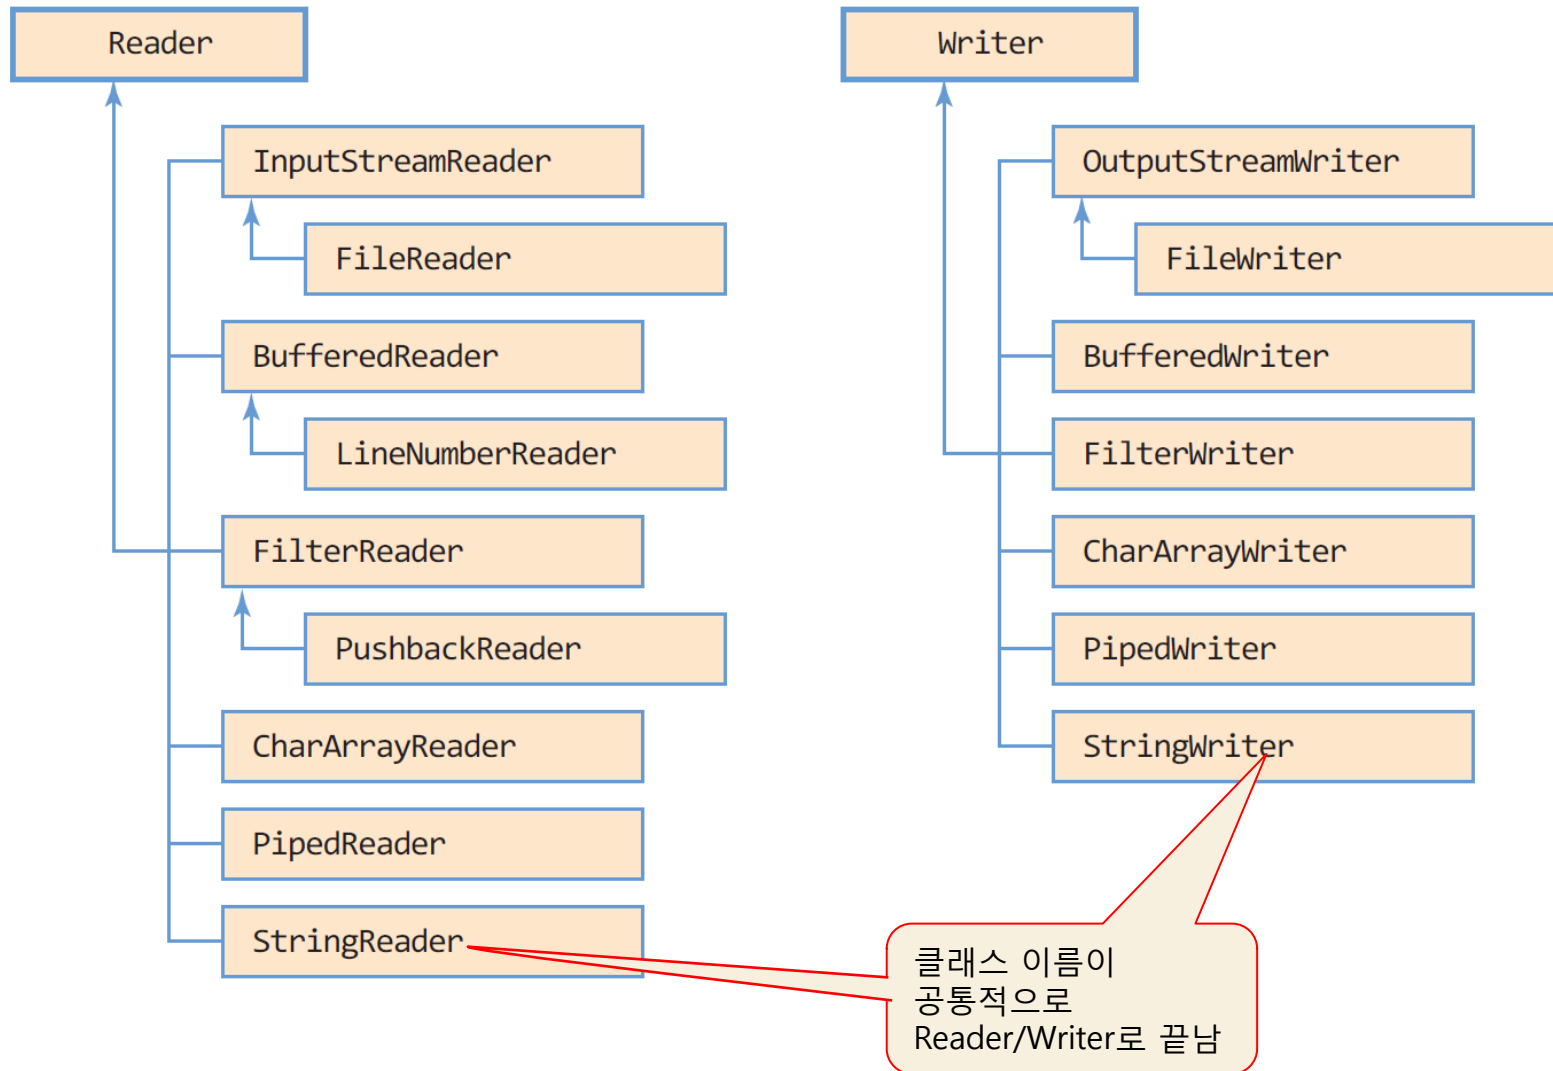 Reader
InputStreamReader
FileReader
BufferedReader
LineNumberReader
FilterReader
PushbackReader
CharArrayReader
PipedReader
StringReader
Writer
OutputStreamWriter
FileWriter
BufferedWriter
FilterWriter
CharArrayWriter
PipedWriter
StringWriter
클래스 이름이
공통적으로
Reader/Writer로 끝남